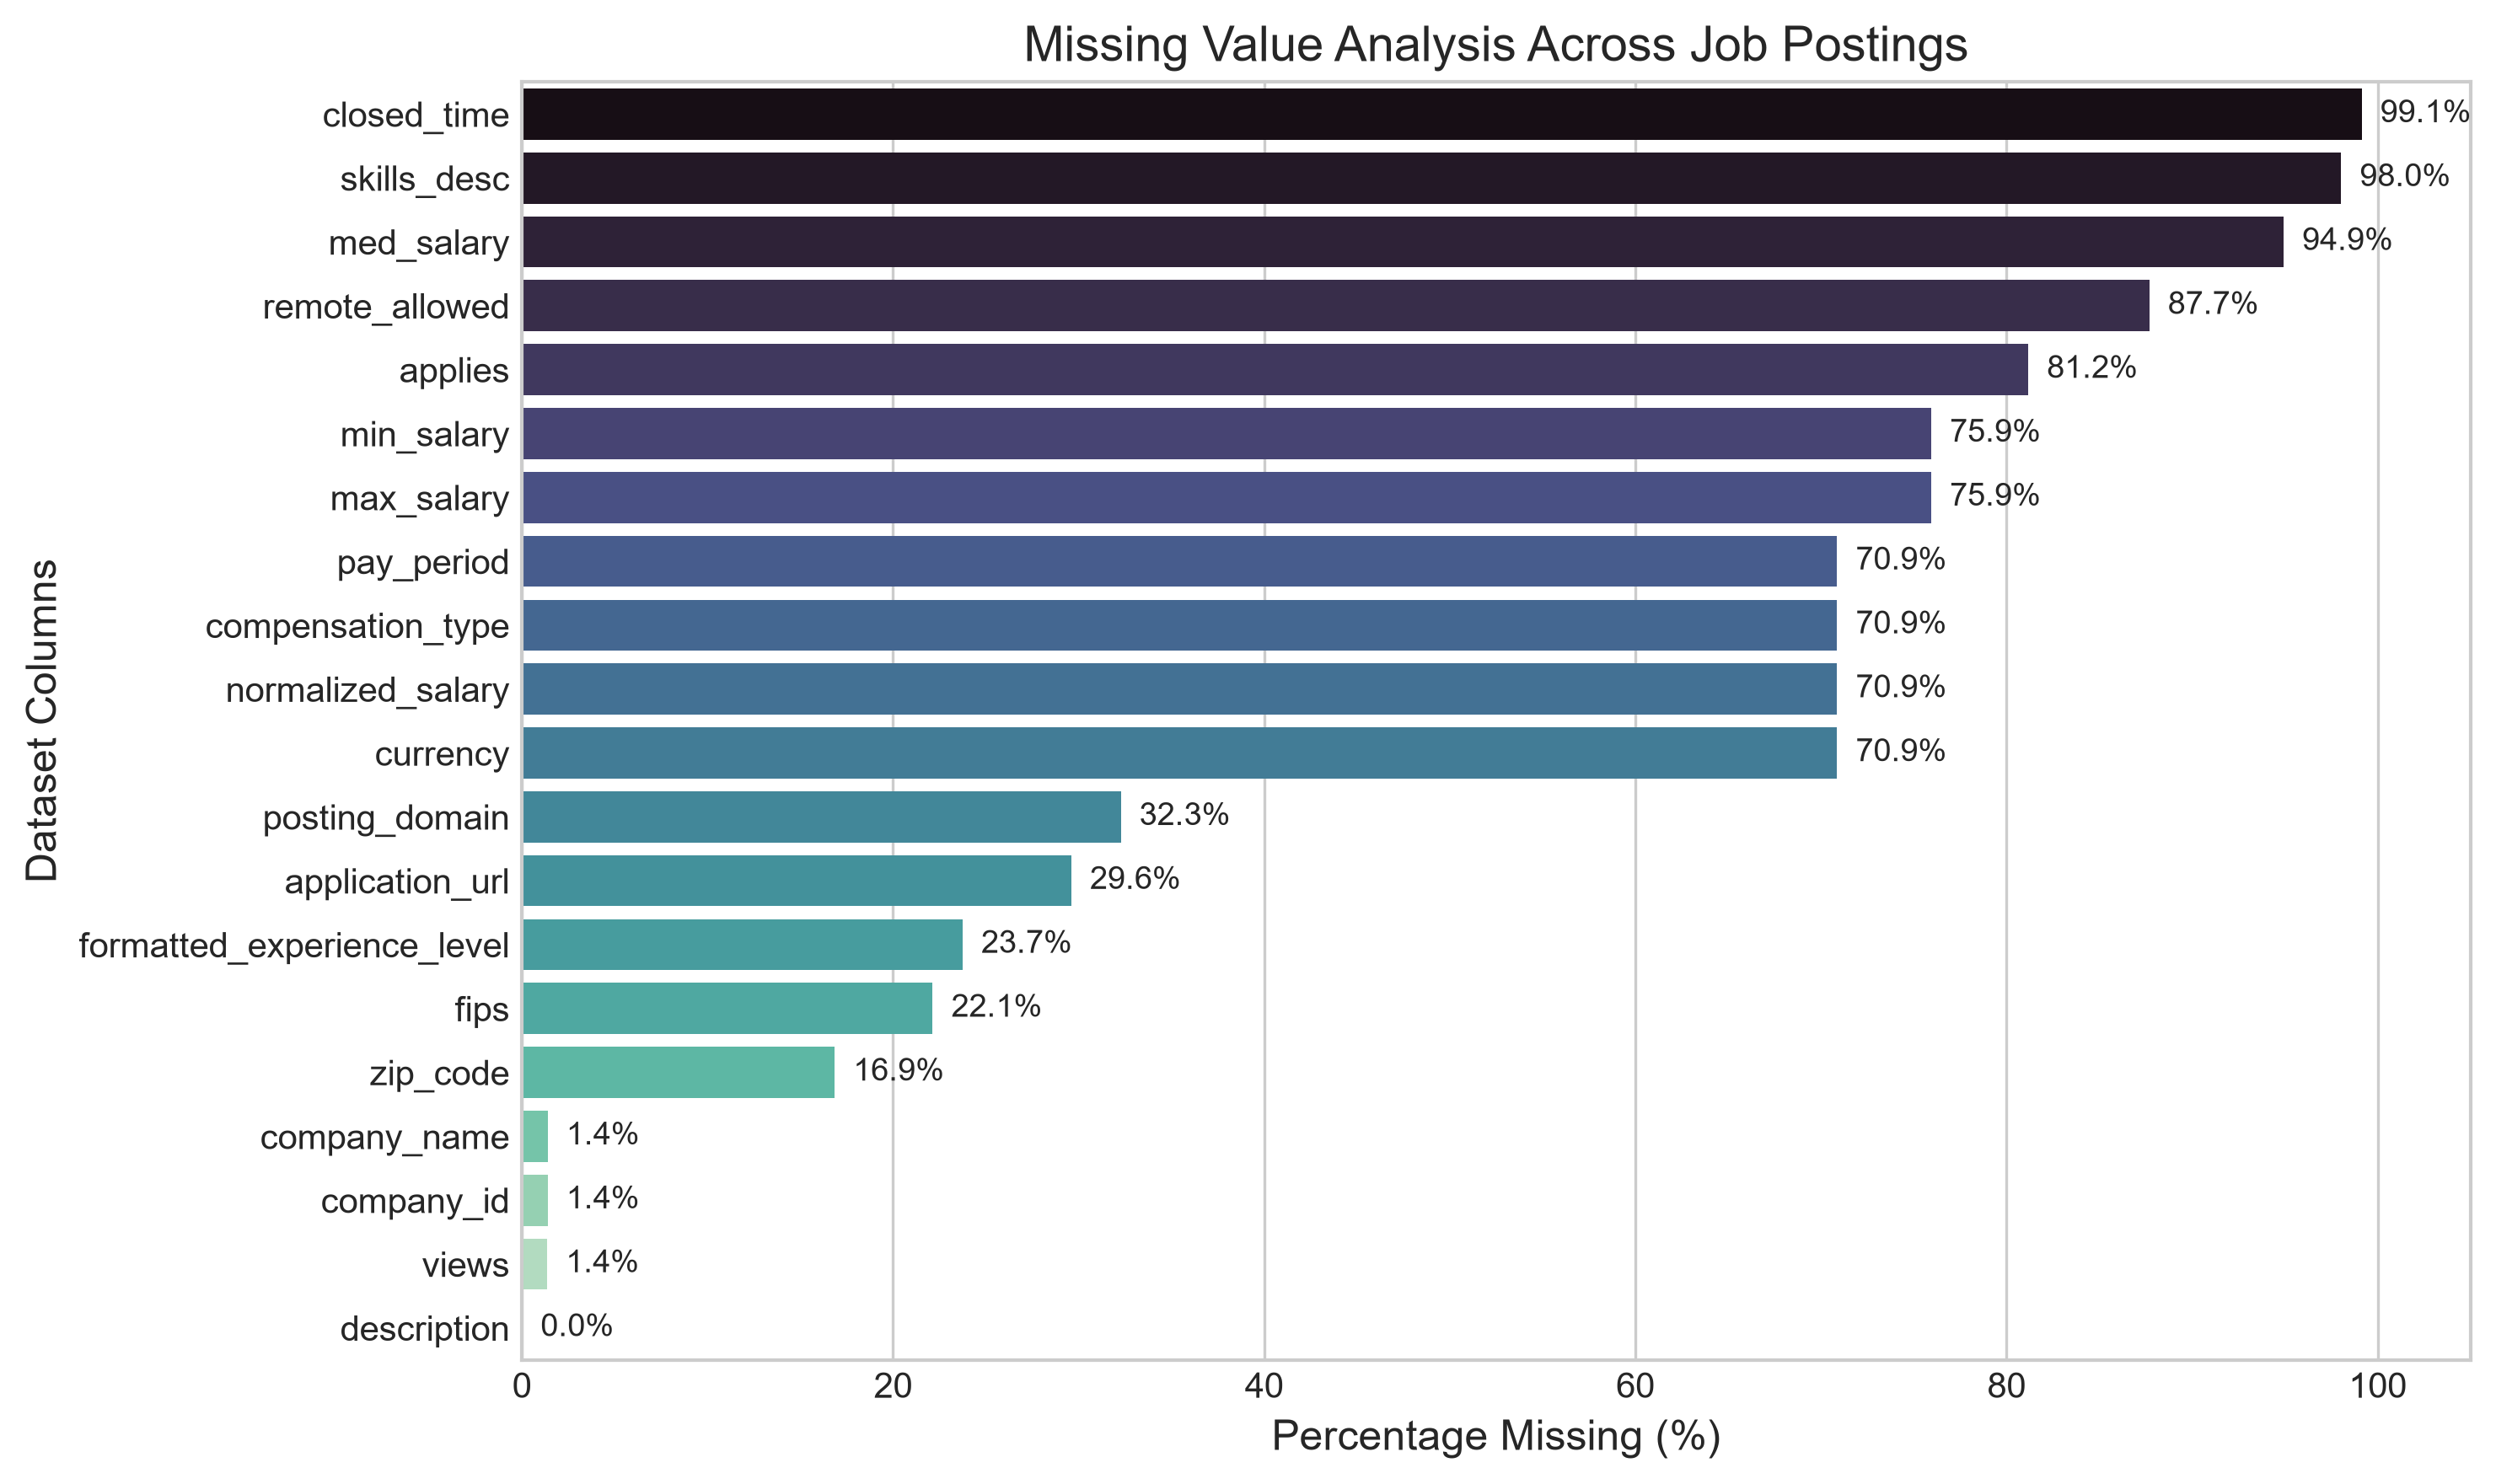 Missing Value Analysis Across Job Postings
Dataset Columns
closed_time 99.1%
skills_desc 98.0%
med_salary 94.9%
remote_allowed 87.7%
applies 81.2%
min_salary 75.9%
max_salary 75.9%
pay_period 70.9%
compensation_type 70.9%
normalized_salary 70.9%
currency 70.9%
posting_domain 32.3%
application_url 29.6%
formatted_experience_level 23.7%
fips 22.1%
zip_code 16.9%
company_name 1.4%
company_id 1.4%
views 1.4%
description 0.0%
0 20 40 60 80 100
Percentage Missing (%)